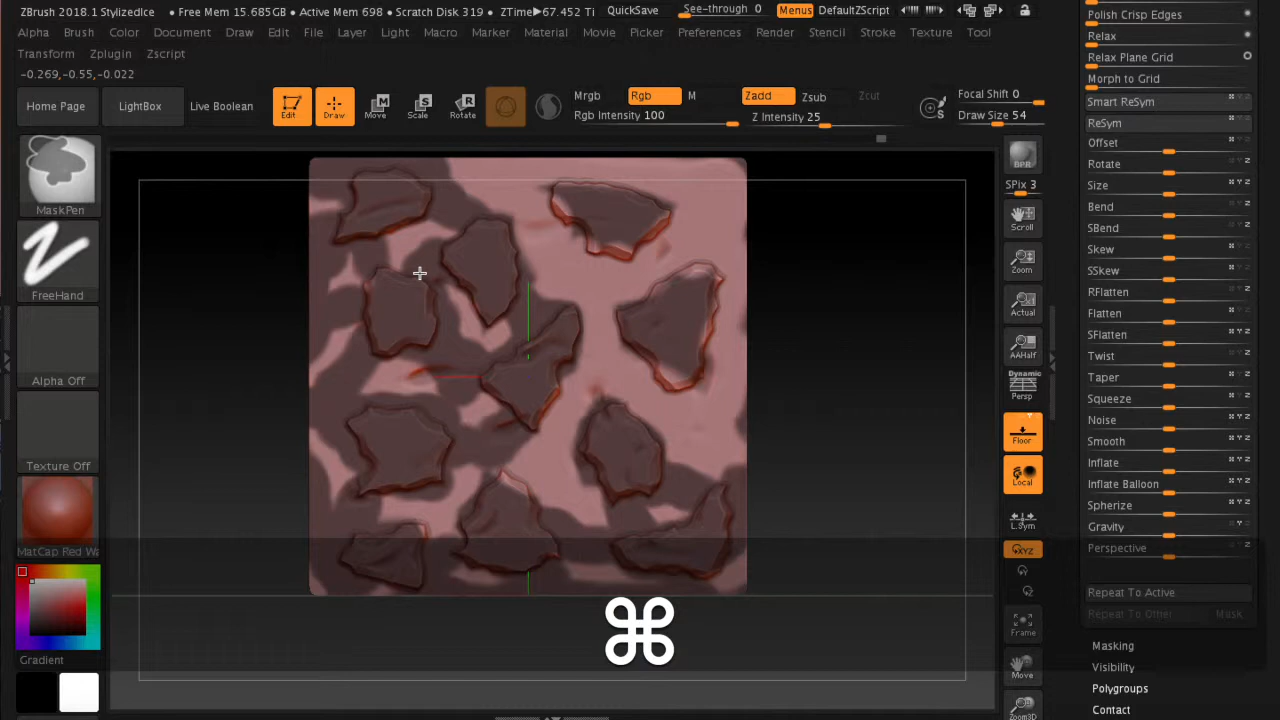 ZBrush 2018.1 StylizedIce • Free Mem 15.685GB • Active Mem 698 • Scratch Disk 319 • ZTime▶67.452 Ti QuickSave See-through 0 Menus DefaultZScript
Alpha Brush Color Document Draw Edit File Layer Light Macro Marker Material Movie Picker Preferences Render Stencil Stroke Texture Tool
Transform Zplugin Zscript
-0.269,-0.55,-0.022
Home Page LightBox Live Boolean Edit Draw Move Scale Rotate
Mrgb Rgb M Zadd Zsub Zcut Focal Shift 0
Rgb Intensity 100 Z Intensity 25 Draw Size 54
MaskPen
FreeHand
Alpha Off
Texture Off
MatCap Red Wa
Gradient
BPR
SPix 3
Scroll
Zoom
Actual
AAHalf
Dynamic
Persp
Floor
Local
L.Sym
XYZ
Y
Z
Frame
Move
Zoom3D
Polish Crisp Edges
Relax
Relax Plane Grid
Morph to Grid
Smart ReSym
ReSym
Offset
Rotate
Size
Bend
SBend
Skew
SSkew
RFlatten
Flatten
SFlatten
Twist
Taper
Squeeze
Noise
Smooth
Inflate
Inflate Balloon
Spherize
Gravity
Perspective
Repeat To Active
Repeat To Other Mask
Masking
Visibility
Polygroups
Contact
⌘